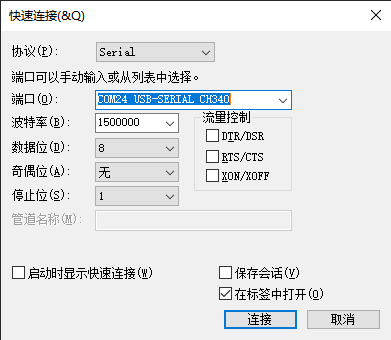 快速连接(&Q)
协议(P): Serial
端口可以手动输入或从列表中选择。
端口(O): COM24 USB-SERIAL CH340
波特率(B): 1500000
流量控制
DTR/DSR
数据位(D): 8
RTS/CTS
奇偶位(A): 无
XON/XOFF
停止位(S): 1
管道名称(M):
启动时显示快速连接(W)
保存会话(V)
在标签中打开(O)
连接
取消